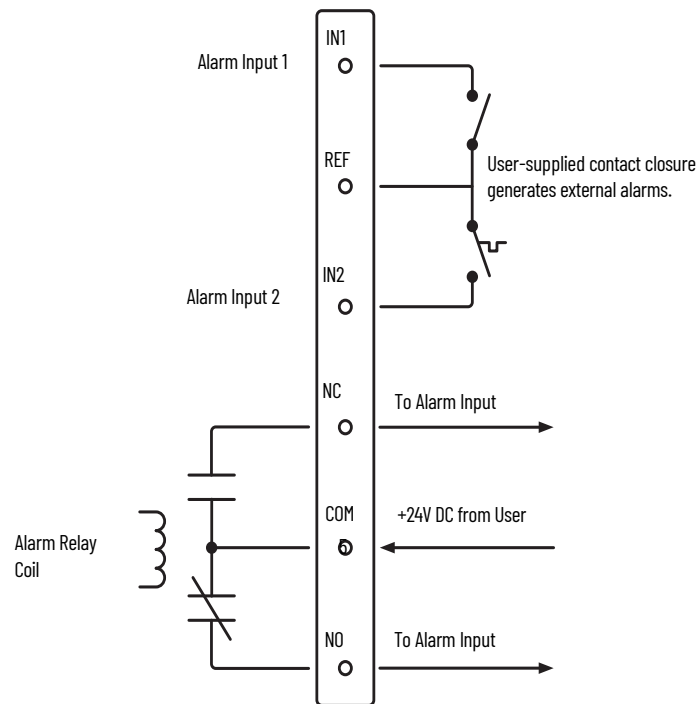 IN1
Alarm Input 1
REF
User-supplied contact closure
generates external alarms.
IN2
Alarm Input 2
NC
To Alarm Input
COM
+24V DC from User
Alarm Relay
Coil
NO
To Alarm Input